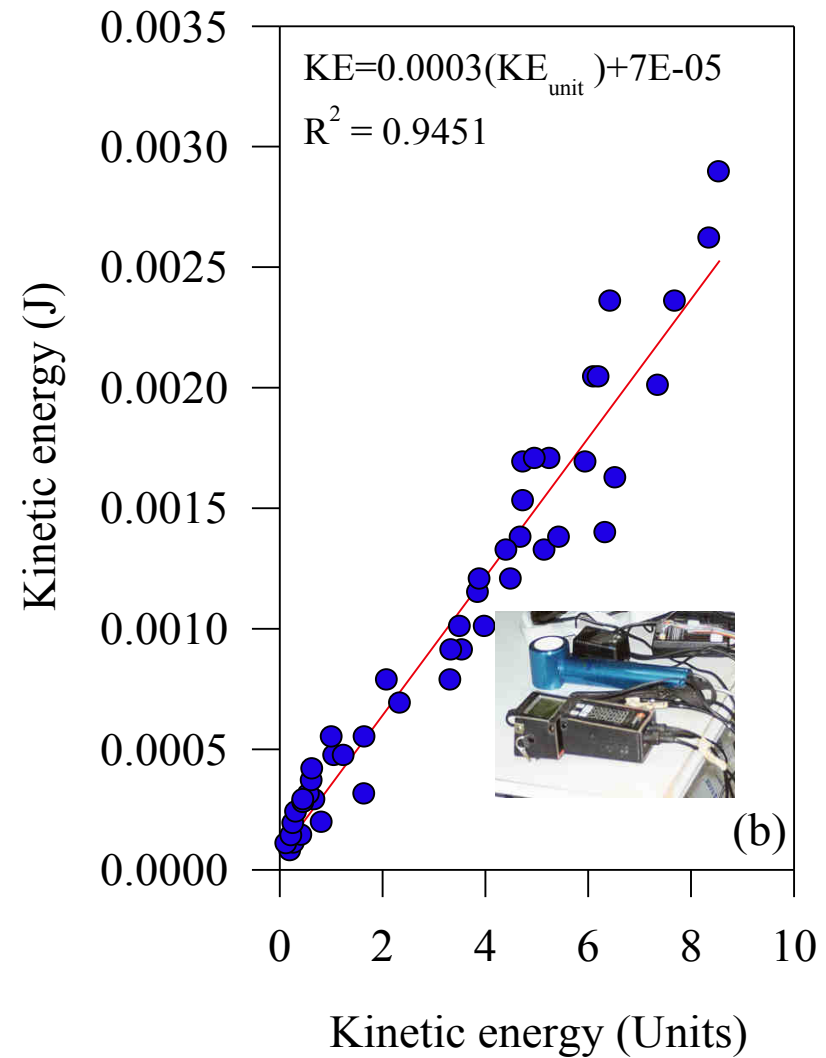 KE=0.0003(KE_unit )+7E-05
R² = 0.9451
0.0035
0.0030
0.0025
0.0020
0.0015
0.0010
0.0005
0.0000
Kinetic energy (J)
(b)
0 2 4 6 8 10
Kinetic energy (Units)